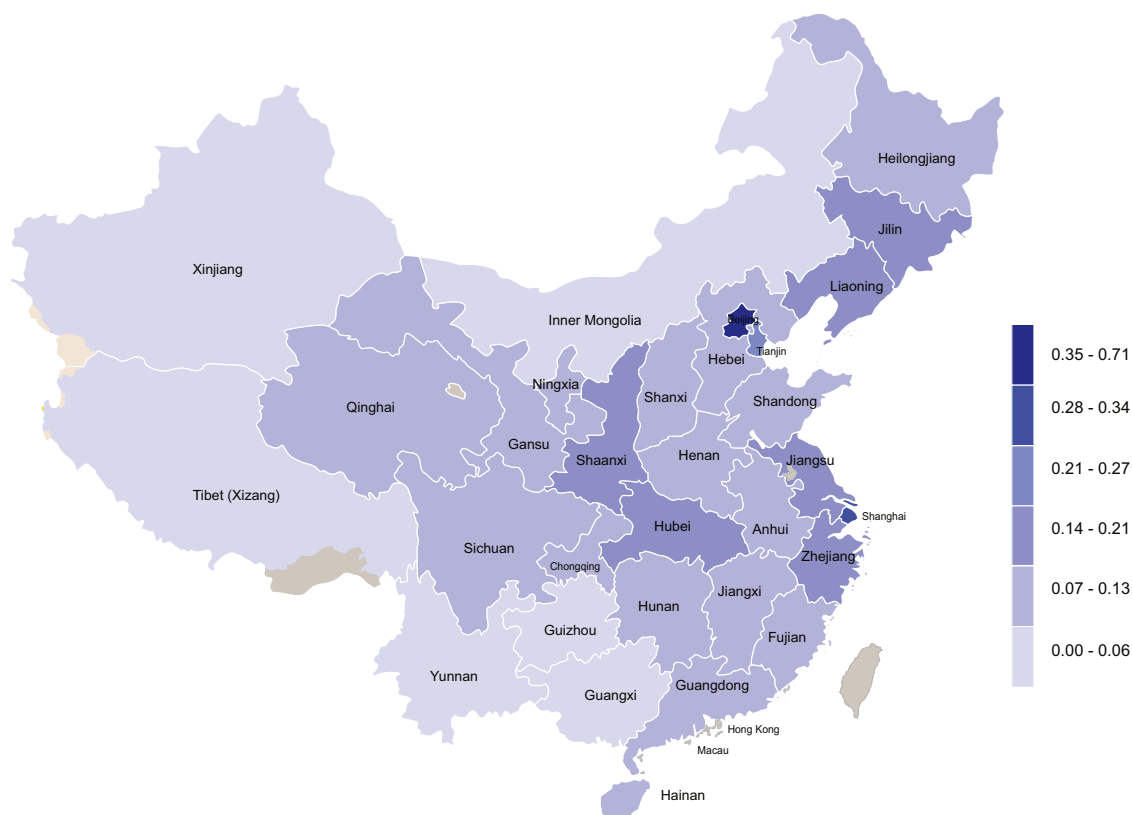 Heilongjiang
Jilin
Xinjiang
Liaoning
Inner Mongolia
Beijing
Tianjin
Hebei
Ningxia
Shanxi
Shandong
Qinghai
Gansu
Shaanxi
Henan
Jiangsu
Tibet (Xizang)
Shanghai
Hubei
Anhui
Sichuan
Zhejiang
Chongqing
Hunan
Jiangxi
Guizhou
Fujian
Yunnan
Guangxi
Guangdong
Hong Kong
Macau
Hainan
0.35 - 0.71
0.28 - 0.34
0.21 - 0.27
0.14 - 0.21
0.07 - 0.13
0.00 - 0.06